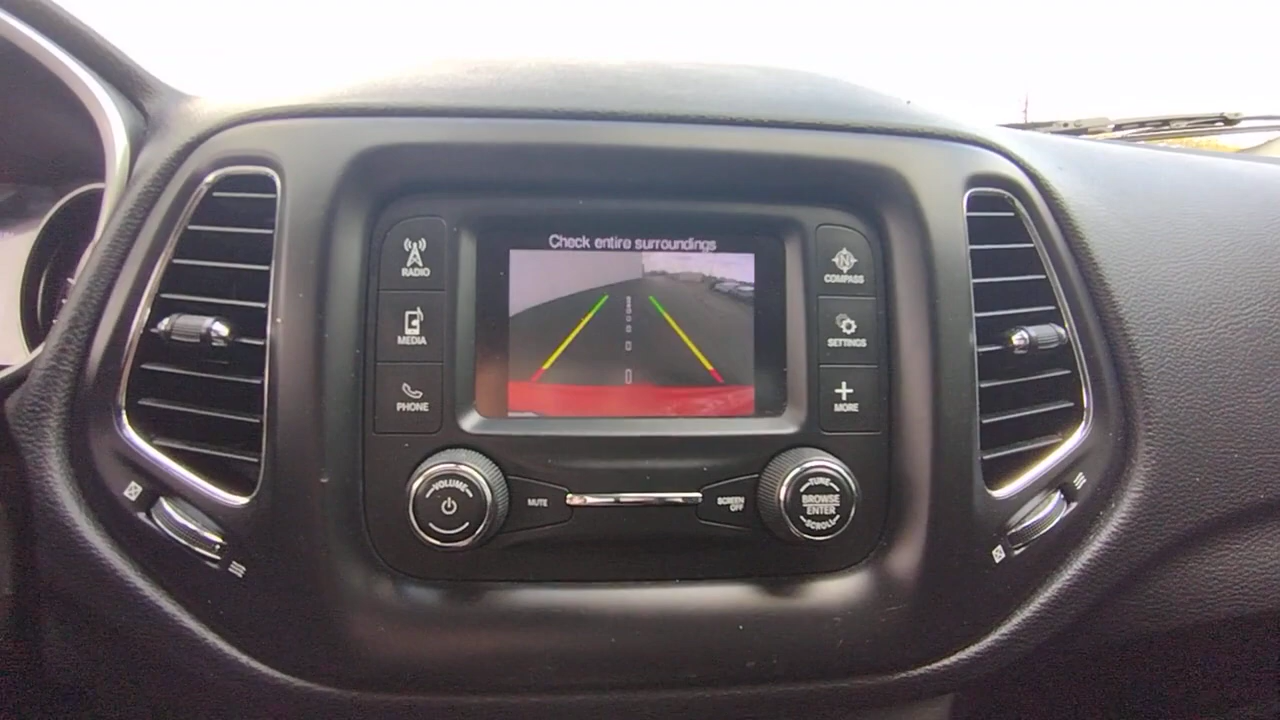 Check entire surroundings
RADIO
MEDIA
PHONE
N
COMPASS
SETTINGS
MORE
VOLUME
MUTE
SCREEN
OFF
TUNE
BROWSE
ENTER
SCROLL